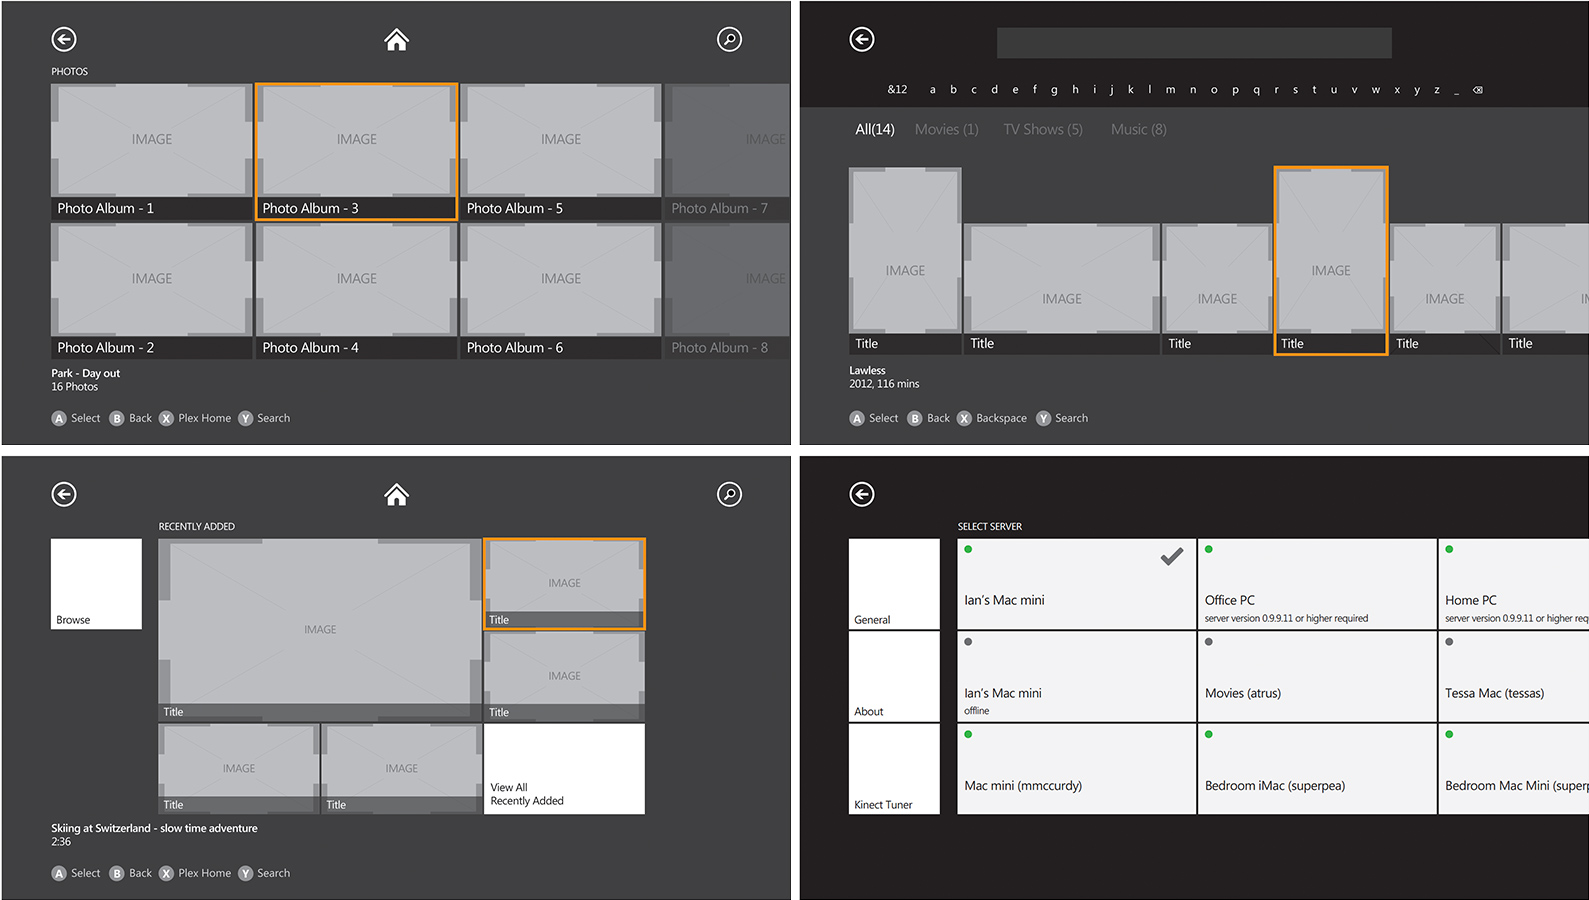 PHOTOS
IMAGE IMAGE IMAGE IMAGE
Photo Album - 1 Photo Album - 3 Photo Album - 5 Photo Album - 7
IMAGE IMAGE IMAGE IMAGE
Photo Album - 2 Photo Album - 4 Photo Album - 6 Photo Album - 8
Park - Day out
16 Photos
A Select B Back X Plex Home Y Search
&12 a b c d e f g h i j k l m n o p q r s t u v w x y z _
All(14) Movies (1) TV Shows (5) Music (8)
IMAGE IMAGE IMAGE IMAGE IMAGE
Title Title Title Title Title Title
Lawless
2012, 116 mins
A Select B Back X Backspace Y Search
RECENTLY ADDED
Browse
IMAGE
Title
IMAGE
Title
IMAGE
Title
IMAGE
Title
IMAGE
Title
View All
Recently Added
Skiing at Switzerland - slow time adventure
2:36
A Select B Back X Plex Home Y Search
SELECT SERVER
General
About
Kinect Tuner
Ian's Mac mini
Office PC
server version 0.9.9.11 or higher required
Home PC
server version 0.9.9.11 or higher req
Ian's Mac mini
offline
Movies (atrus)
Tessa Mac (tessas)
Mac mini (mmccurdy)
Bedroom iMac (superpea)
Bedroom Mac Mini (superp